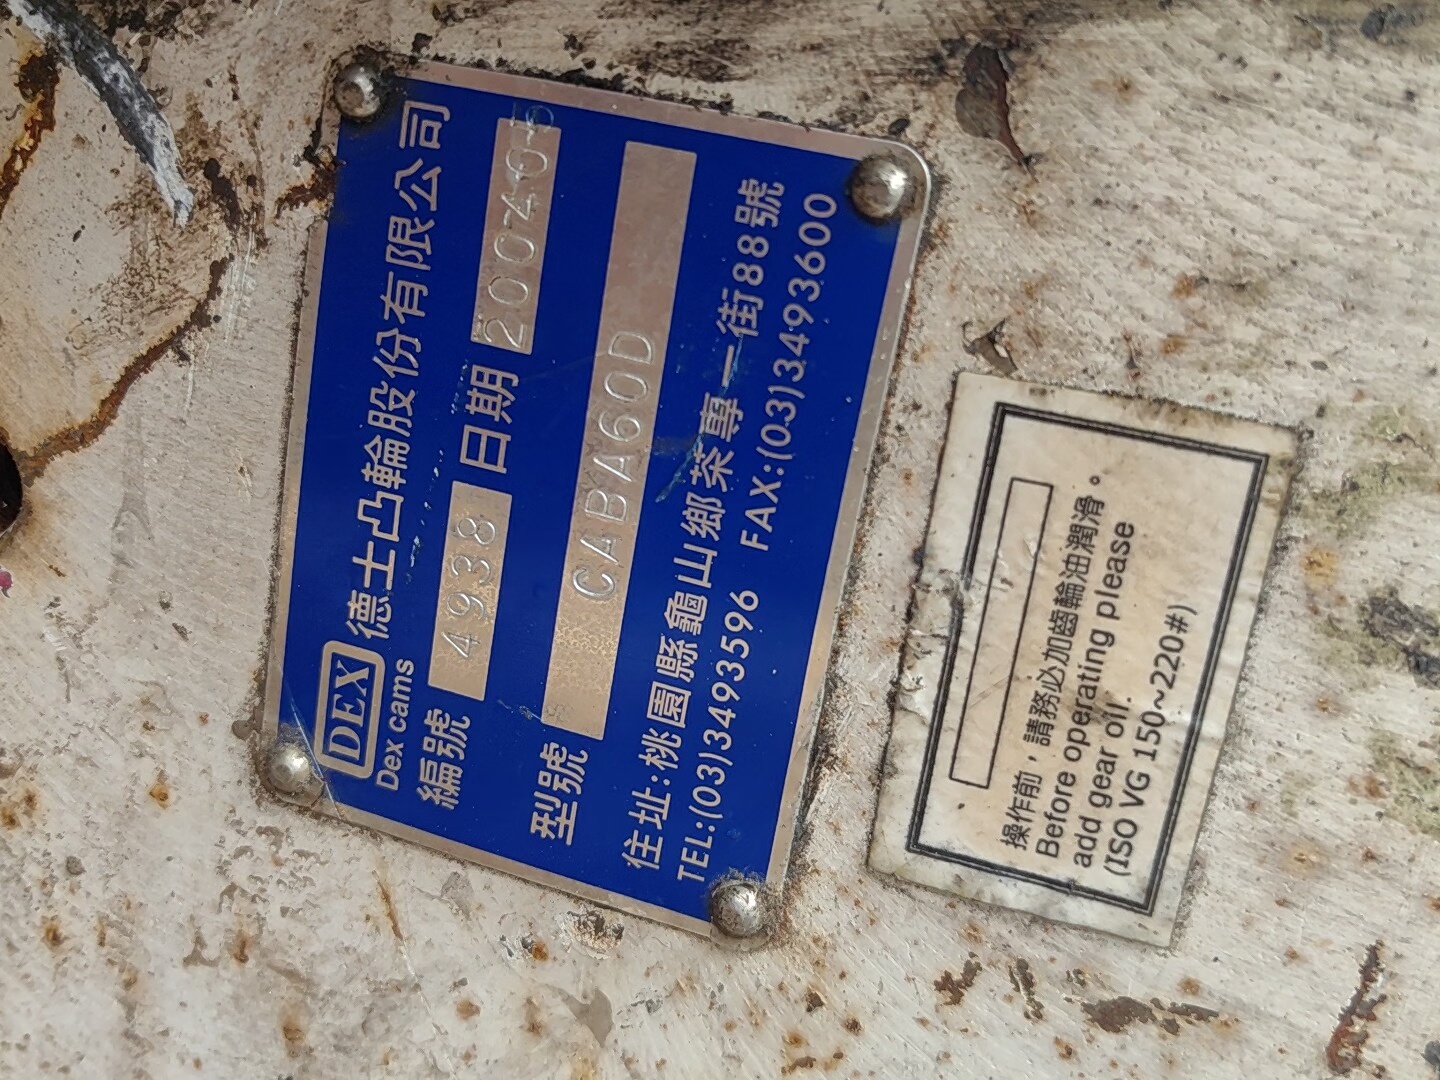 DEX 德士凸輪股份有限公司
Dex cams
編號 4938 日期
型號 CABA60D
住址:桃園縣龜山鄉茶專一街88號
TEL:(03)3493596 FAX:(03)3493600
操作前，請務必加齒輪油潤滑。
Before operating please
add gear oil.
(ISO VG 150~220#)